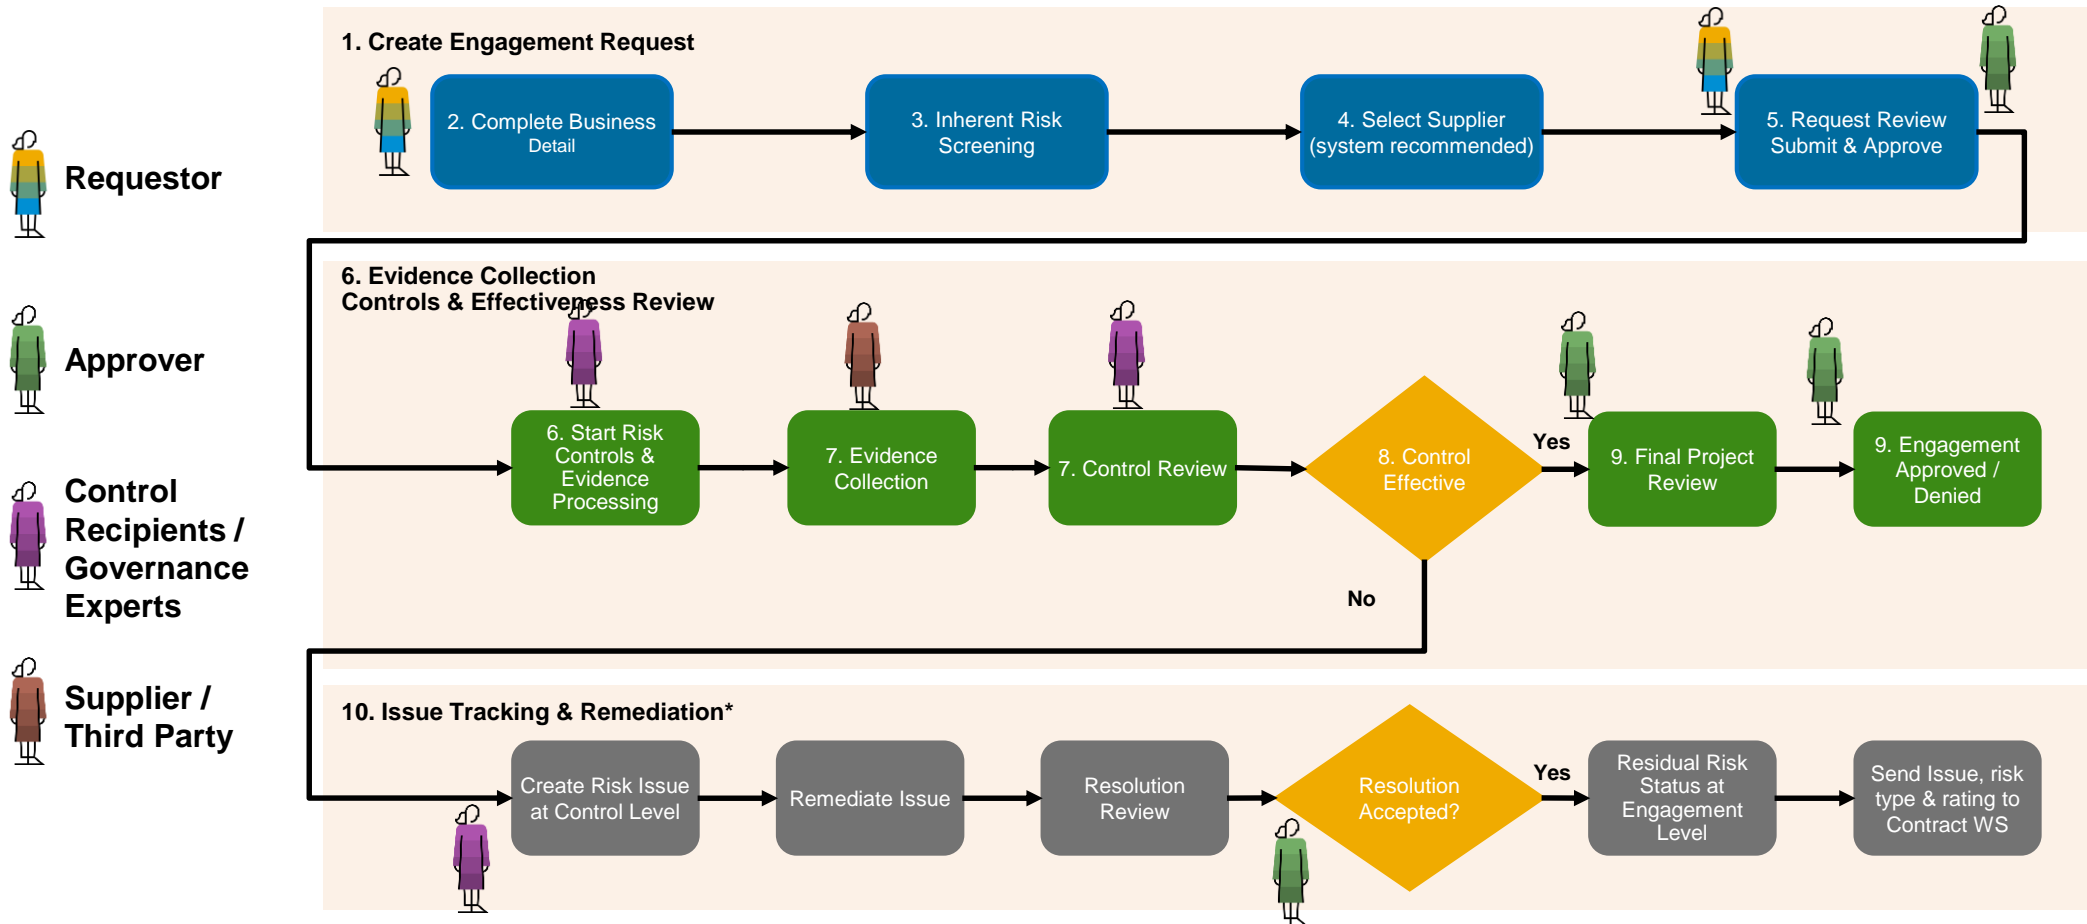 Requestor
Approver
Control
Recipients /
Governance
Experts
Supplier /
Third Party
1. Create Engagement Request
2. Complete Business
Detail
3. Inherent Risk
Screening
4. Select Supplier
(system recommended)
5. Request Review
Submit & Approve
6. Evidence Collection
Controls & Effectiveness Review
6. Start Risk
Controls &
Evidence
Processing
7. Evidence
Collection
7. Control Review
8. Control
Effective
Yes
No
9. Final Project
Review
9. Engagement
Approved /
Denied
10. Issue Tracking & Remediation*
Create Risk Issue
at Control Level
Remediate Issue
Resolution
Review
Resolution
Accepted?
Yes
Residual Risk
Status at
Engagement
Level
Send Issue, risk
type & rating to
Contract WS